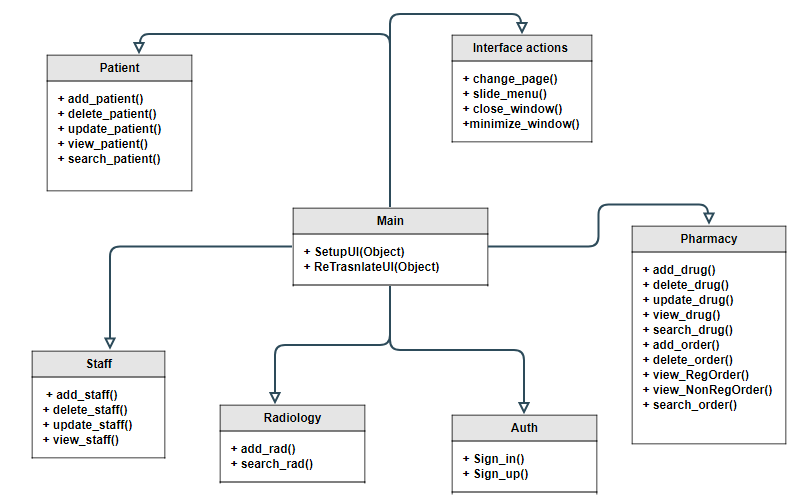 Patient
+ add_patient()
+ delete_patient()
+ update_patient()
+ view_patient()
+ search_patient()
Interface actions
+ change_page()
+ slide_menu()
+ close_window()
+minimize_window()
Main
+ SetupUI(Object)
+ ReTrasnlateUI(Object)
Pharmacy
+ add_drug()
+ delete_drug()
+ update_drug()
+ view_drug()
+ search_drug()
+ add_order()
+ delete_order()
+ view_RegOrder()
+ view_NonRegOrder()
+ search_order()
Staff
+ add_staff()
+ delete_staff()
+ update_staff()
+ view_staff()
Radiology
+ add_rad()
+ search_rad()
Auth
+ Sign_in()
+ Sign_up()